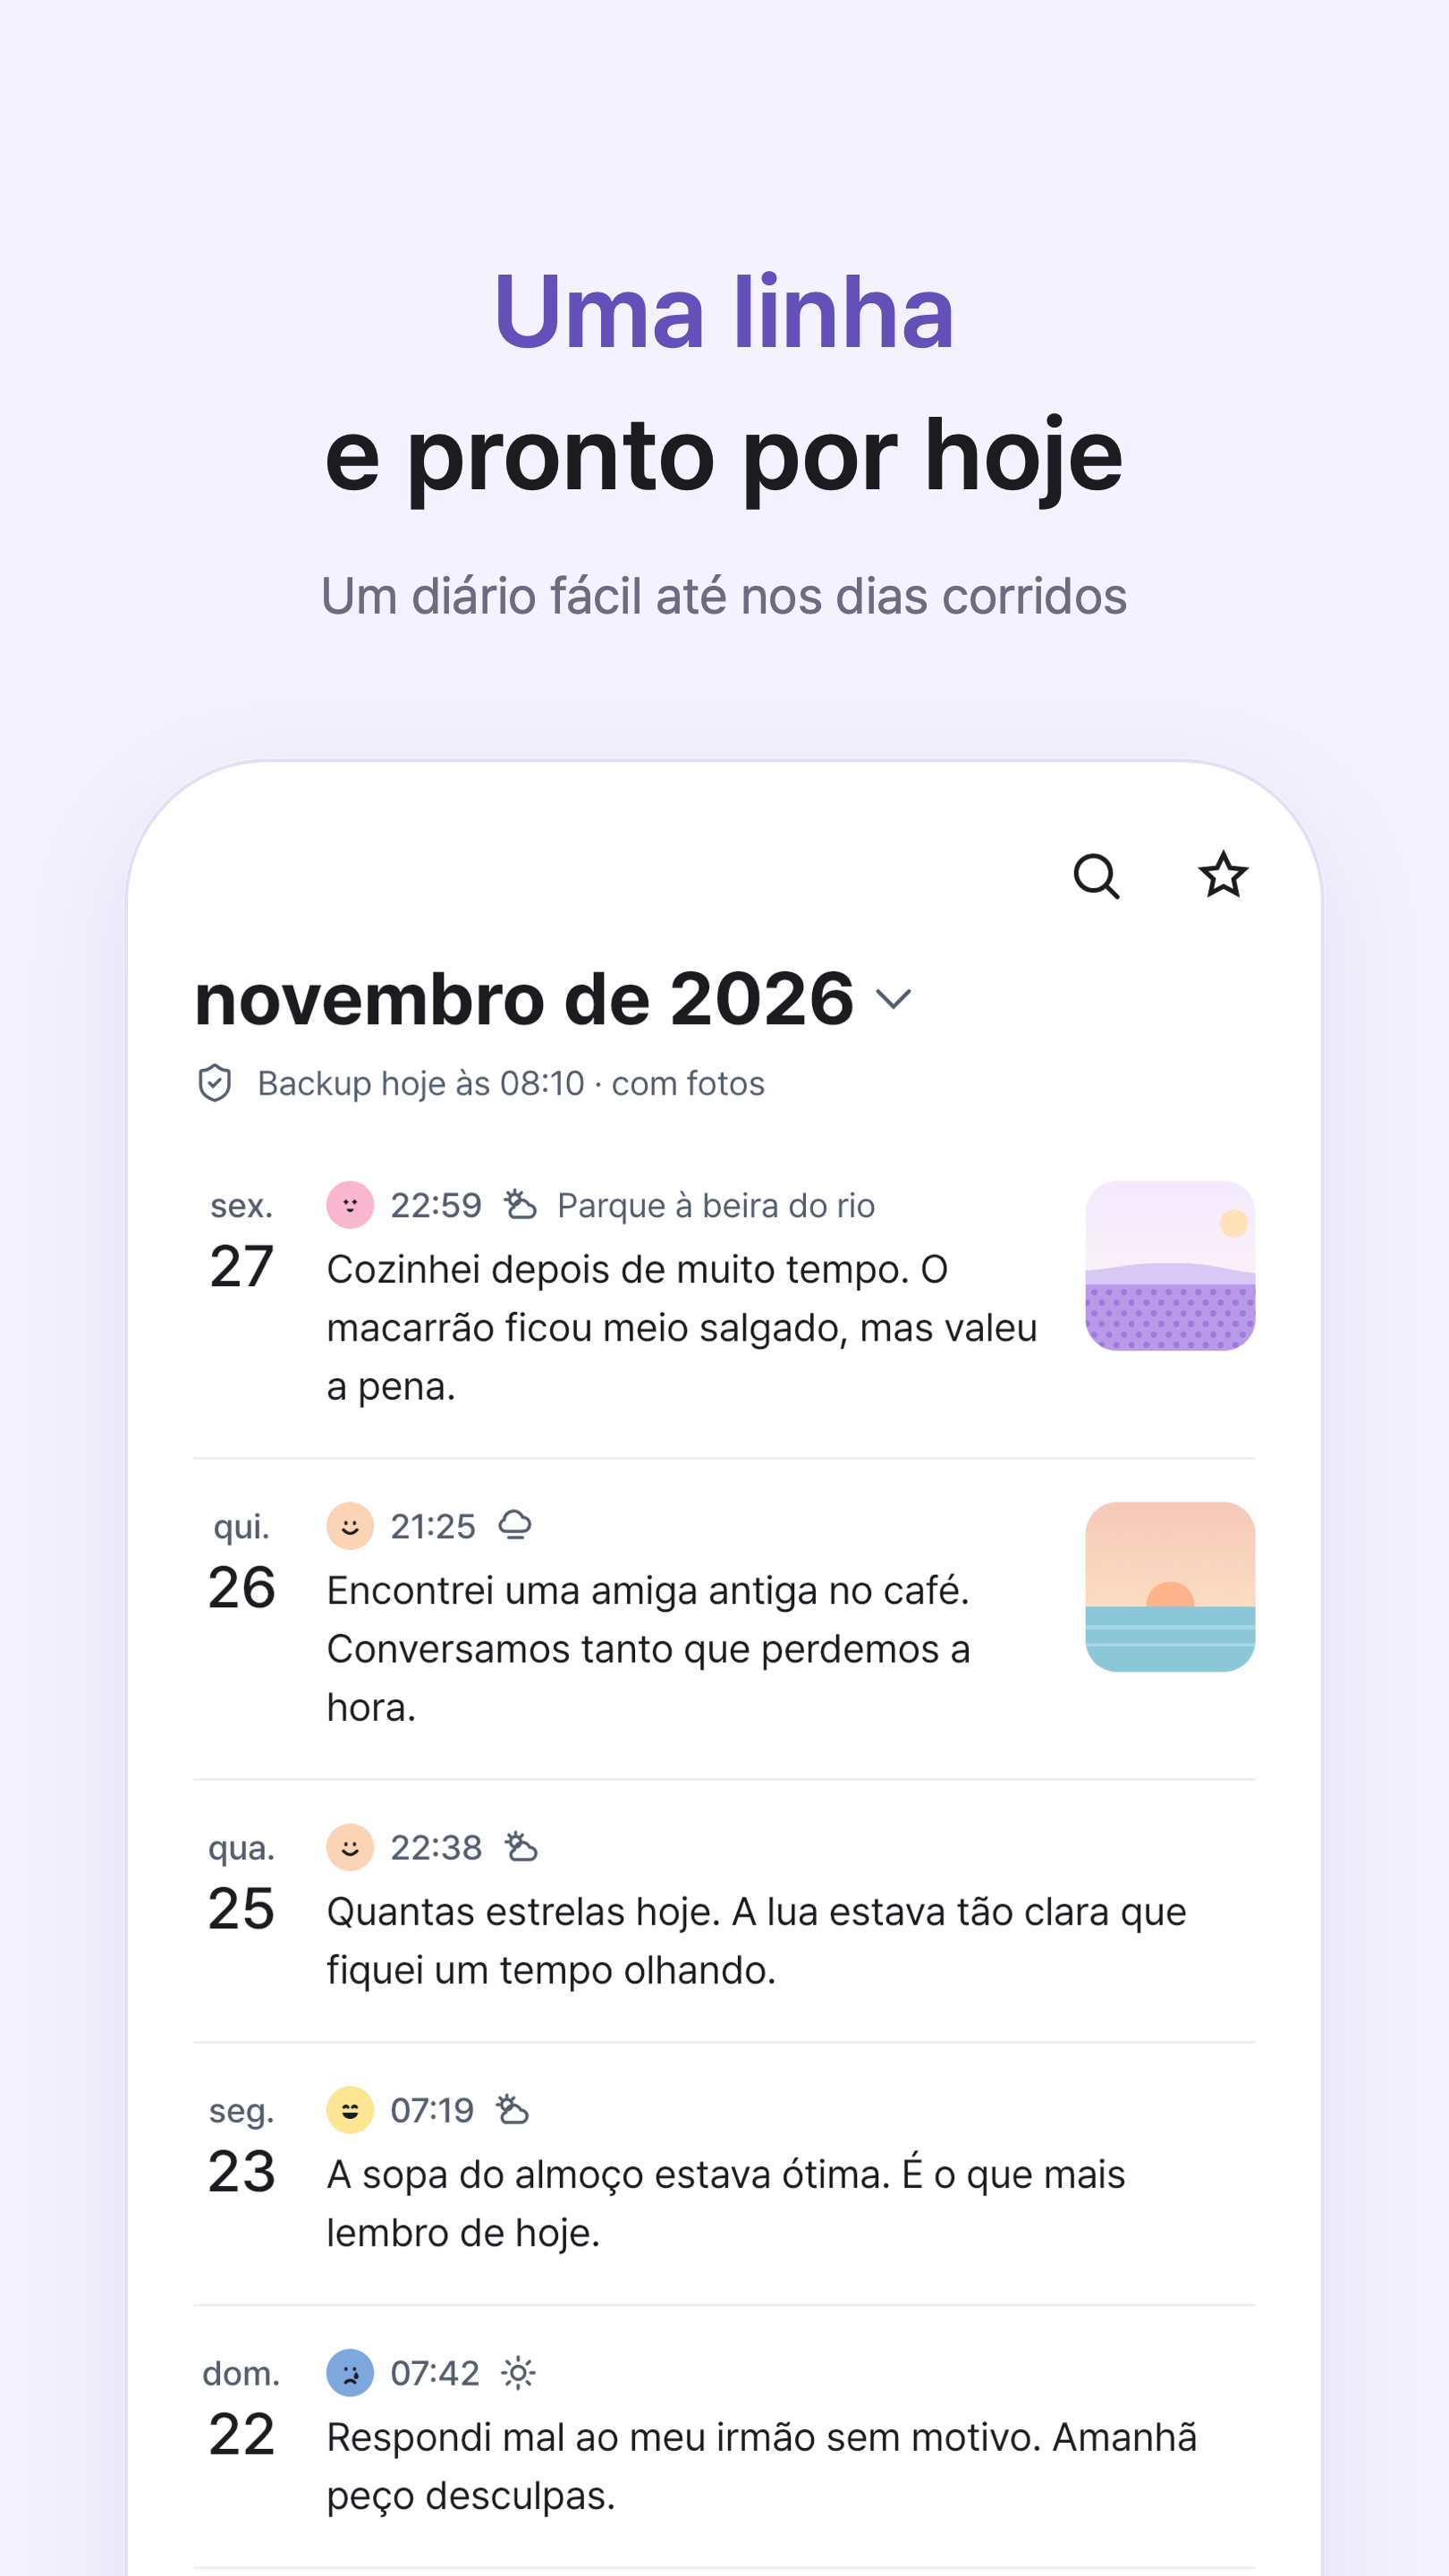 Uma linha
e pronto por hoje
Um diário fácil até nos dias corridos
novembro de 2026
Backup hoje às 08:10 · com fotos
sex.
27
22:59 Parque à beira do rio
Cozinhei depois de muito tempo. O
macarrão ficou meio salgado, mas valeu
a pena.
qui.
26
21:25
Encontrei uma amiga antiga no café.
Conversamos tanto que perdemos a
hora.
qua.
25
22:38
Quantas estrelas hoje. A lua estava tão clara que
fiquei um tempo olhando.
seg.
23
07:19
A sopa do almoço estava ótima. É o que mais
lembro de hoje.
dom.
22
07:42
Respondi mal ao meu irmão sem motivo. Amanhã
peço desculpas.